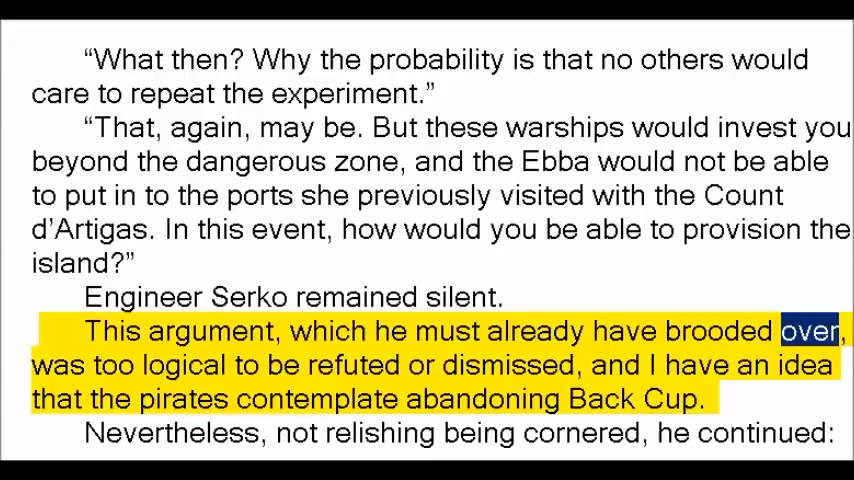 “What then? Why the probability is that no others would
care to repeat the experiment.”
“That, again, may be. But these warships would invest you
beyond the dangerous zone, and the Ebba would not be able
to put in to the ports she previously visited with the Count
d’Artigas. In this event, how would you be able to provision the
island?”
Engineer Serko remained silent.
This argument, which he must already have brooded over,
was too logical to be refuted or dismissed, and I have an idea
that the pirates contemplate abandoning Back Cup.
Nevertheless, not relishing being cornered, he continued: